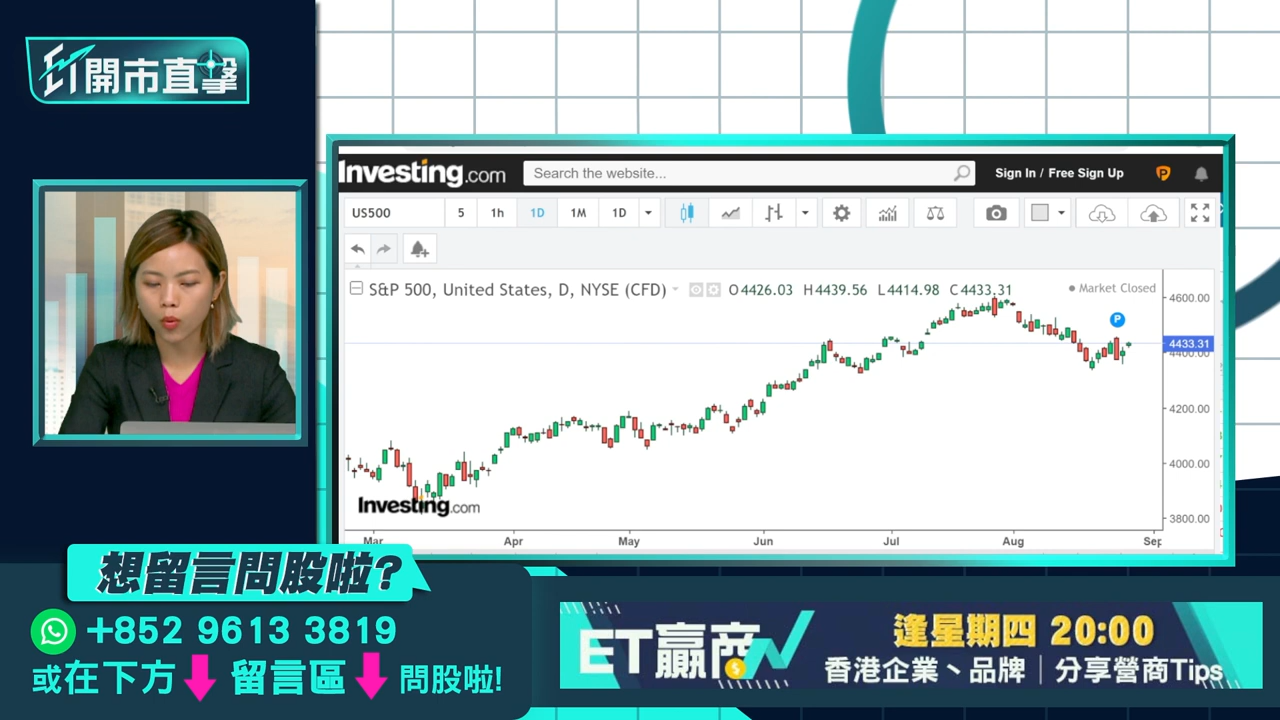 ET開市直擊
Investing.com
Search the website...
Sign In / Free Sign Up
US500
5
1h
1D
1M
1D
S&P 500, United States, D, NYSE (CFD)
O4426.03 H4439.56 L4414.98 C4433.31
Market Closed
P
4600.00
4433.31
4400.00
4200.00
4000.00
3800.00
Investing.com
Mar
Apr
May
Jun
Jul
Aug
Sep
想留言問股啦?
+852 9613 3819
或在下方
留言區
問股啦!
ET贏商
$
逢星期四 20:00
香港企業、品牌｜分享營商Tips